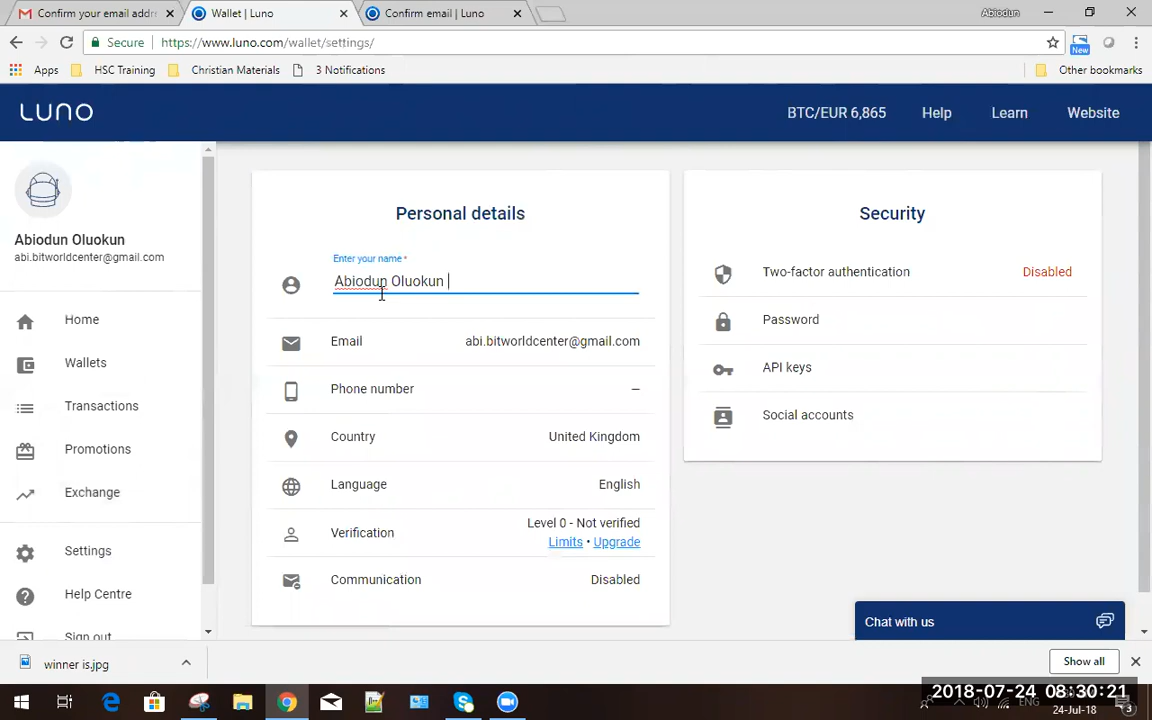 Confirm your email addr
Wallet | Luno
Confirm email | Luno
Abiodun
Secure
https://www.luno.com/wallet/settings/
New
Apps
HSC Training
Christian Materials
3 Notifications
Other bookmarks
LUNO
BTC/EUR 6,865
Help
Learn
Website
Abiodun Oluokun
abi.bitworldcenter@gmail.com
Home
Wallets
Transactions
Promotions
Exchange
Settings
Help Centre
Sign out
Personal details
Enter your name *
Abiodun Oluokun
Email abi.bitworldcenter@gmail.com
Phone number –
Country United Kingdom
Language English
Verification Level 0 - Not verified
Limits • Upgrade
Communication Disabled
Security
Two-factor authentication Disabled
Password
API keys
Social accounts
Chat with us
winner is.jpg
Show all
2018-07-24 08:30:21
ENG
24-Jul-18
3